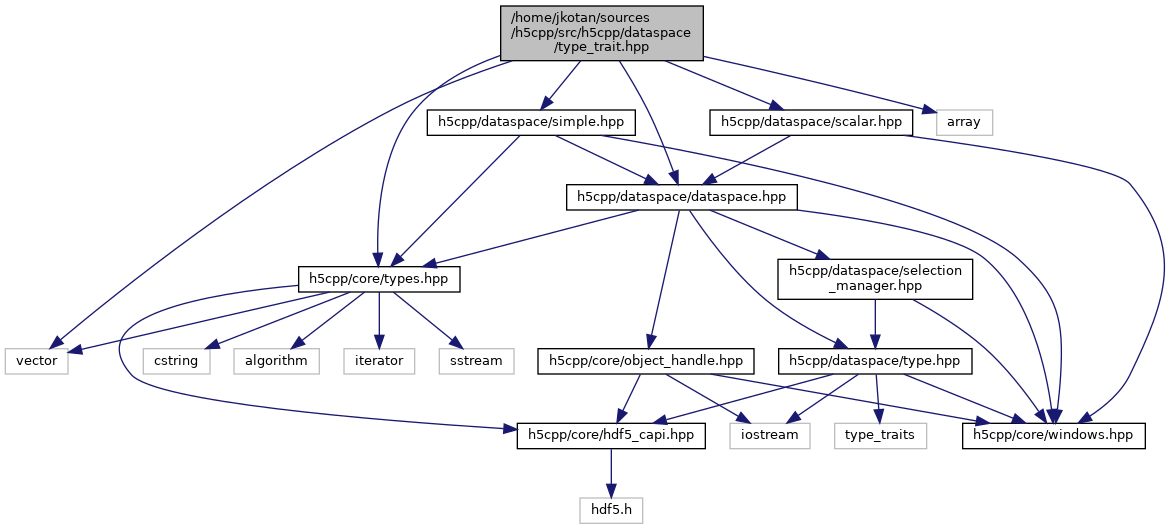 /home/jkotan/sources
/h5cpp/src/h5cpp/dataspace
/type_trait.hpp
h5cpp/dataspace/simple.hpp
h5cpp/dataspace/scalar.hpp
array
h5cpp/dataspace/dataspace.hpp
h5cpp/core/types.hpp
h5cpp/dataspace/selection
_manager.hpp
vector
cstring
algorithm
iterator
sstream
h5cpp/core/object_handle.hpp
h5cpp/dataspace/type.hpp
h5cpp/core/hdf5_capi.hpp
iostream
type_traits
h5cpp/core/windows.hpp
hdf5.h